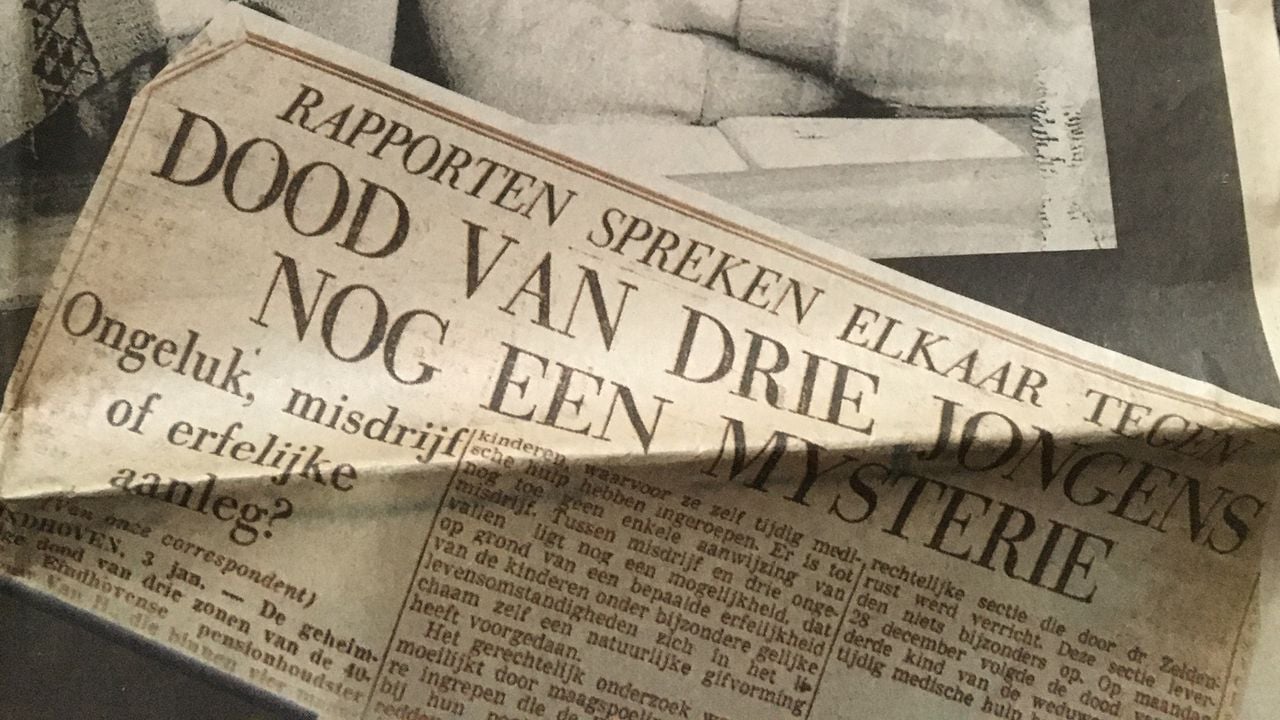 RAPPORTEN SPREKEN ELKAAR TEGEN
DOOD VAN DRIE JONGENS
NOG EEN MYSTERIE
Ongeluk, misdrijf
of erfelijke
aanleg?
(Van onze correspondent)
NDHOVEN, 3 jan. — De geheim-
dood van drie zonen van de 40-
Eindhovense pensionhoudster
Van die binnen
kinderen, waarvoor ze zelf tijdig medi-
sche hulp hebben ingeroepen. Er is tot
nog toe geen enkele aanwijzing van
misdrijf. Tussen misdrijf en drie onge-
vallen ligt nog een mogelijkheid, dat
op grond van een bepaalde erfelijkheid
van de kinderen onder bijzondere gelijke
levensomstandigheden zich in het li-
chaam zelf een natuurlijke gifvorming
heeft voorgedaan.
Het gerechtelijk onderzoek
moeilijkt door maagspoelin
re ingrepen die de
bij hun
redden
rechtelijke sectie die door dr Zelden-
rust werd verricht. Deze sectie lever-
den niets bijzonders op. Op maandag
28 december volgde de dood
derde kind van de weduw
tijdig medische hulp